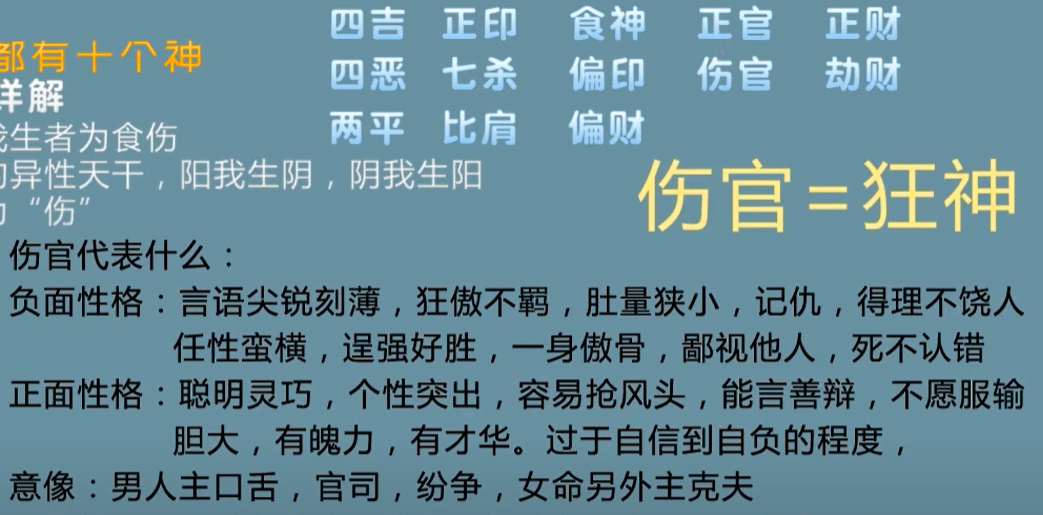 四吉 正印 食神 正官 正财
都有十个神
四恶 七杀 偏印 伤官 劫财
详解
两平 比肩 偏财
我生者为食伤
的异性天干，阳我生阴，阴我生阳
伤官=狂神
为“伤”
伤官代表什么：
负面性格：言语尖锐刻薄，狂傲不羁，肚量狭小，记仇，得理不饶人
任性蛮横，逞强好胜，一身傲骨，鄙视他人，死不认错
正面性格：聪明灵巧，个性突出，容易抢风头，能言善辩，不愿服输
胆大，有魄力，有才华。过于自信到自负的程度，
意像：男人主口舌，官司，纷争，女命另外主克夫